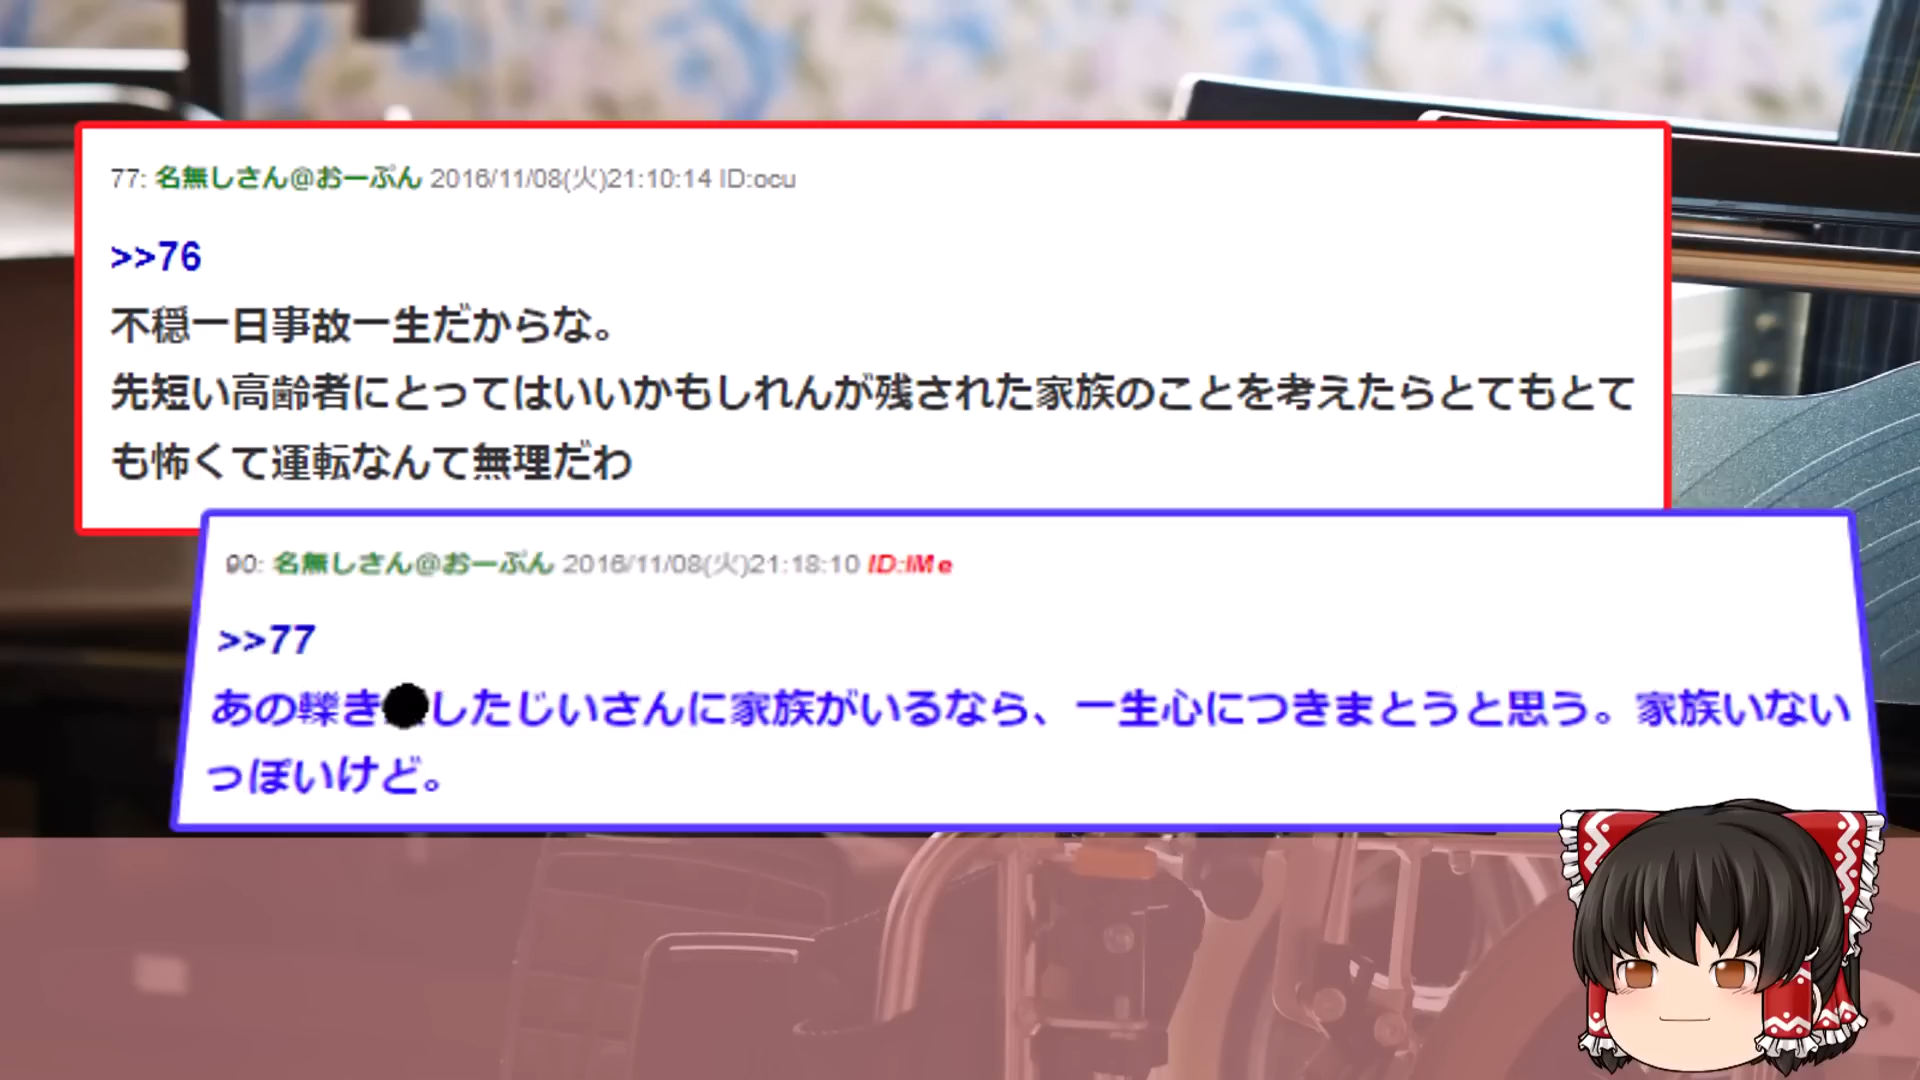 77: 名無しさん@おーぷん 2016/11/08(火)21:10:14 ID:ocu
>>76
不穏一日事故一生だからな。
先短い高齢者にとってはいいかもしれんが残された家族のことを考えたらとてもとて
も怖くて運転なんて無理だわ
90: 名無しさん@おーぷん 2016/11/08(火)21:18:10 ID:IMe
>>77
あの轢き●したじいさんに家族がいるなら、一生心につきまとうと思う。家族いない
っぽいけど。